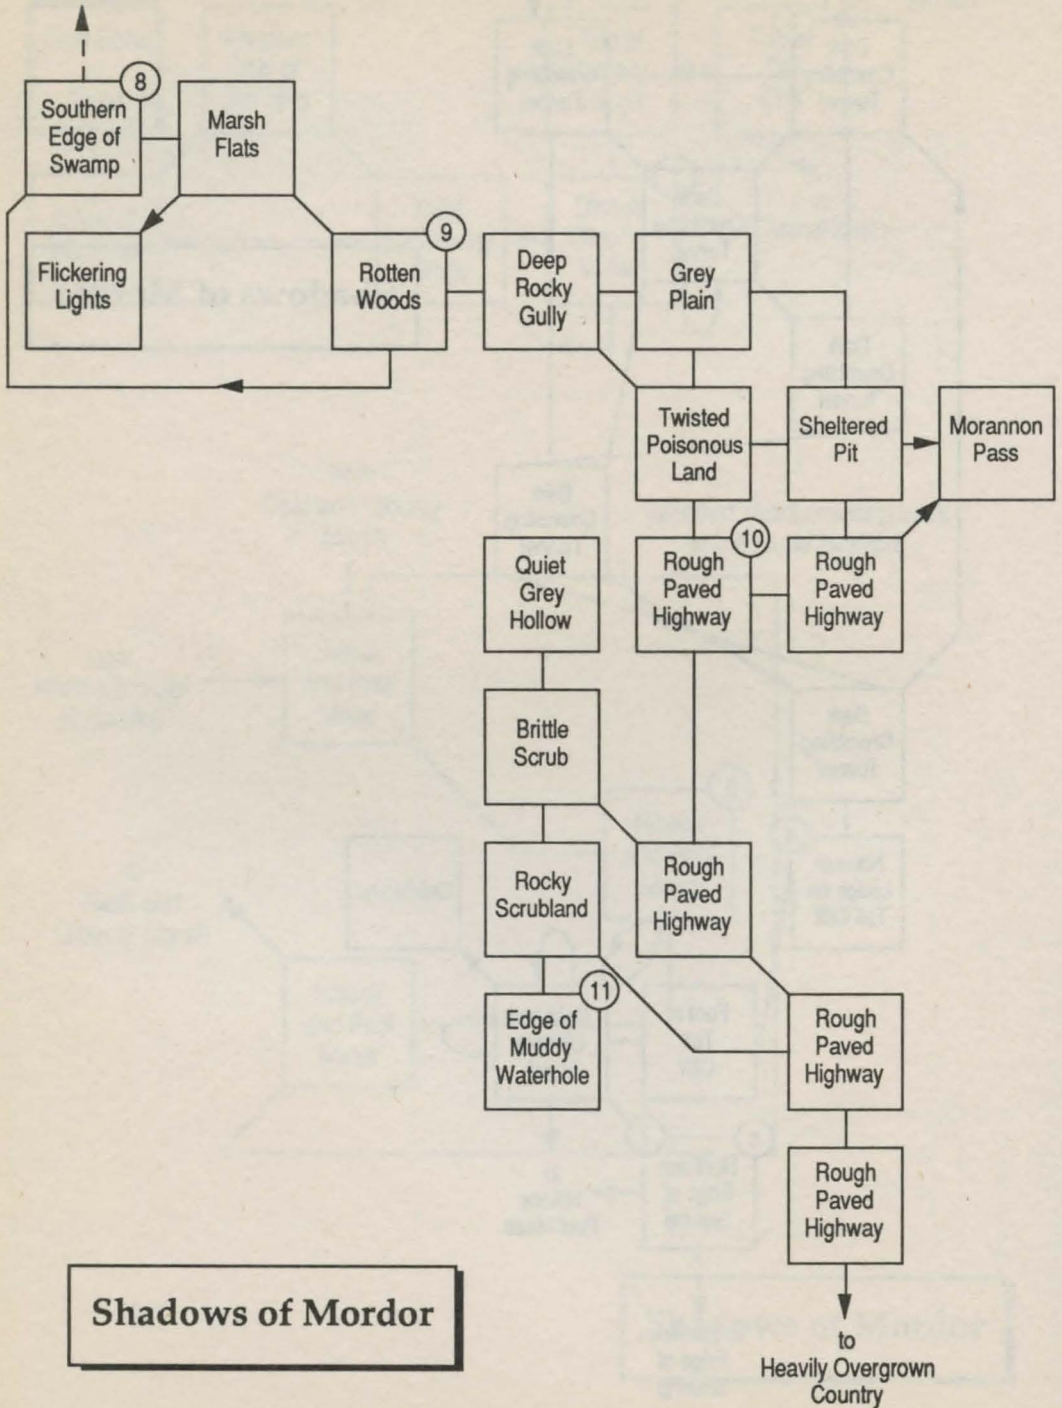 8
Southern
Edge of
Swamp
Marsh
Flats
Flickering
Lights
9
Rotten
Woods
Deep
Rocky
Gully
Grey
Plain
Twisted
Poisonous
Land
Sheltered
Pit
Morannon
Pass
Quiet
Grey
Hollow
10
Rough
Paved
Highway
Rough
Paved
Highway
Brittle
Scrub
Rocky
Scrubland
Rough
Paved
Highway
11
Edge of
Muddy
Waterhole
Rough
Paved
Highway
Rough
Paved
Highway
to
Heavily Overgrown
Country
Shadows of Mordor